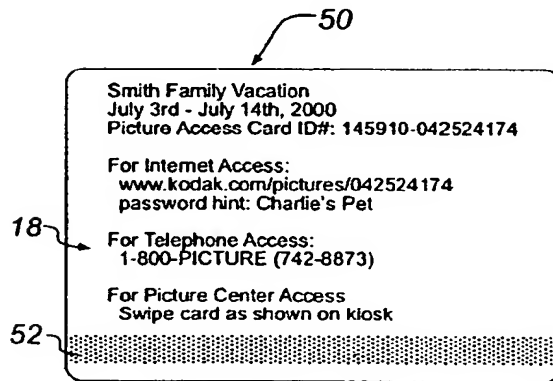 50
Smith Family Vacation
July 3rd - July 14th, 2000
Picture Access Card ID#: 145910-042524174
For Internet Access:
www.kodak.com/pictures/042524174
password hint: Charlie's Pet
18
For Telephone Access:
1-800-PICTURE (742-8873)
For Picture Center Access
Swipe card as shown on kiosk
52